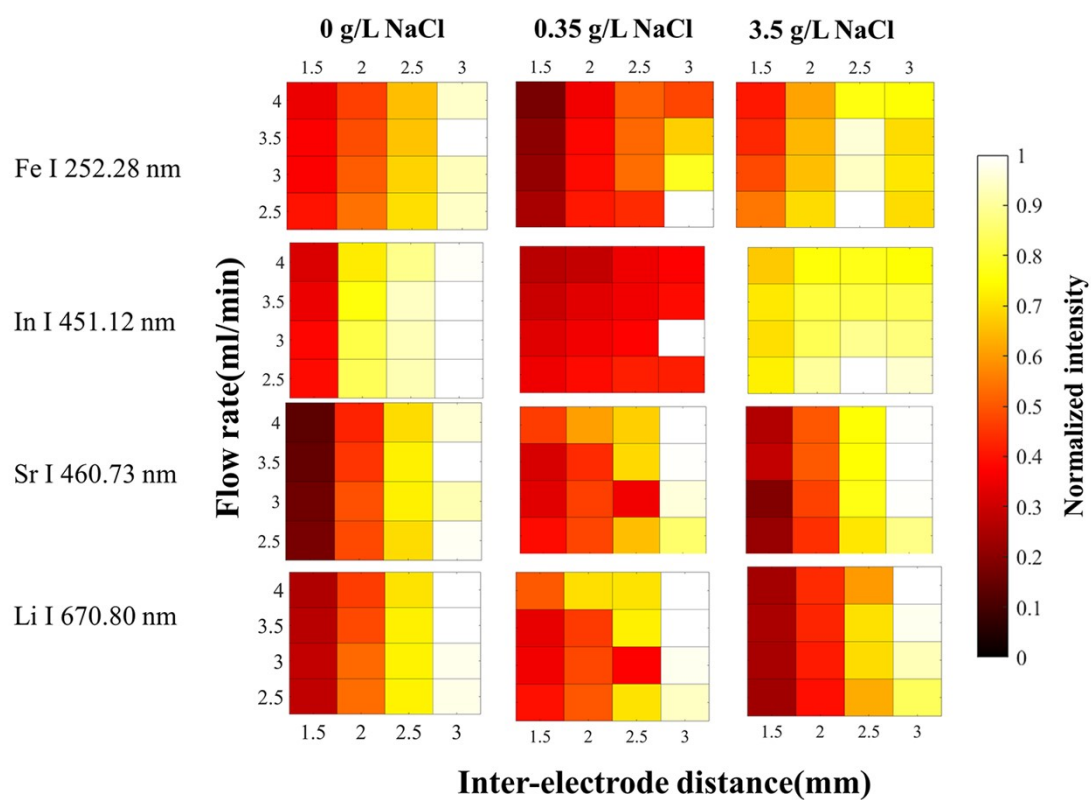 0 g/L NaCl 0.35 g/L NaCl 3.5 g/L NaCl
1.5 2 2.5 3 1.5 2 2.5 3 1.5 2 2.5 3
Fe I 252.28 nm
4
3.5
3
2.5
In I 451.12 nm
4
3.5
3
2.5
Sr I 460.73 nm
4
3.5
3
2.5
Li I 670.80 nm
4
3.5
3
2.5
Flow rate(ml/min)
1.5 2 2.5 3 1.5 2 2.5 3 1.5 2 2.5 3
Inter-electrode distance(mm)
1
0.9
0.8
0.7
0.6
0.5
0.4
0.3
0.2
0.1
0
Normalized intensity